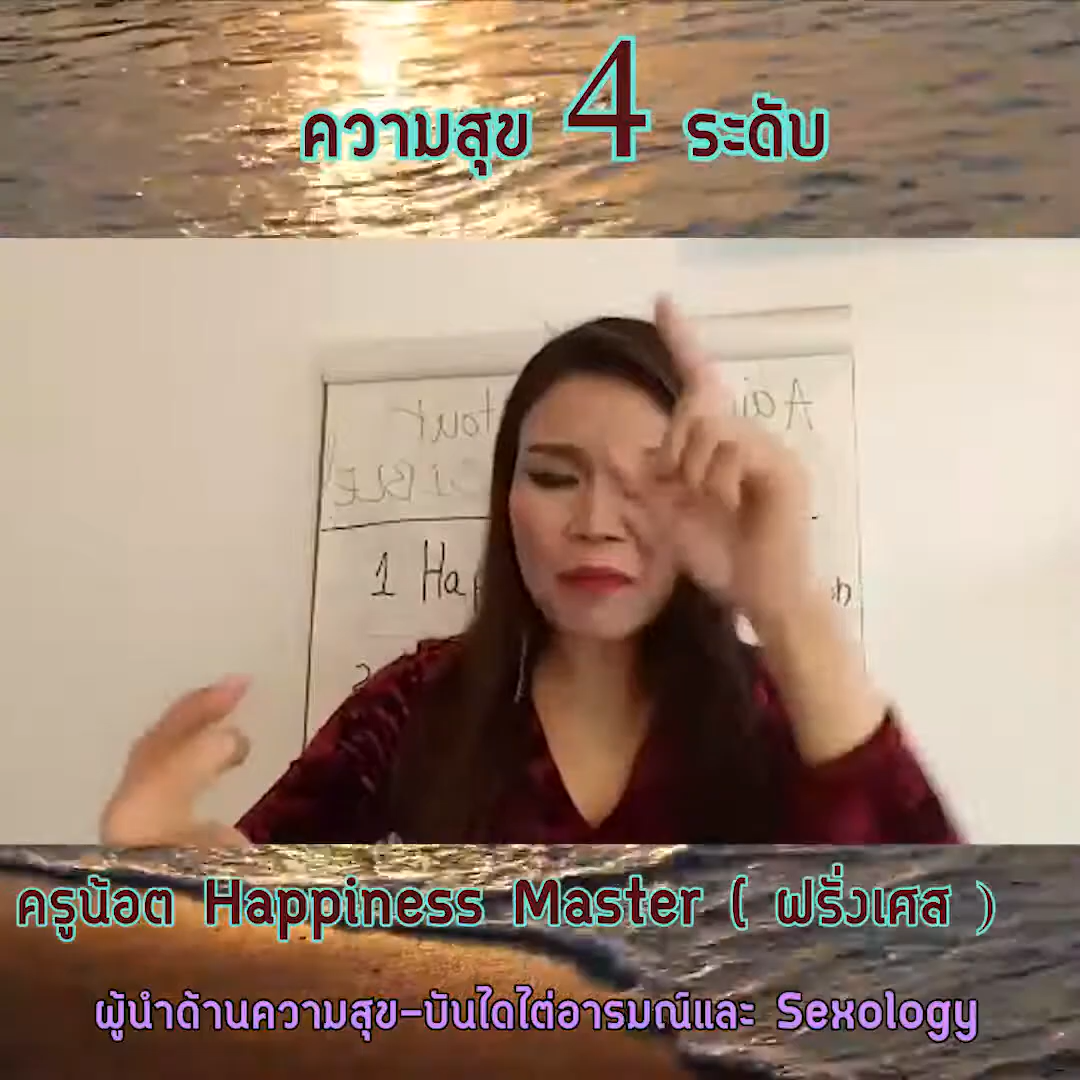 ความสุข 4 ระดับ
1 Hap
2
ครูน้อต Happiness Master ( ฝรั่งเศส )
ผู้นำด้านความสุข-บันไดไต่อารมณ์และ Sexology